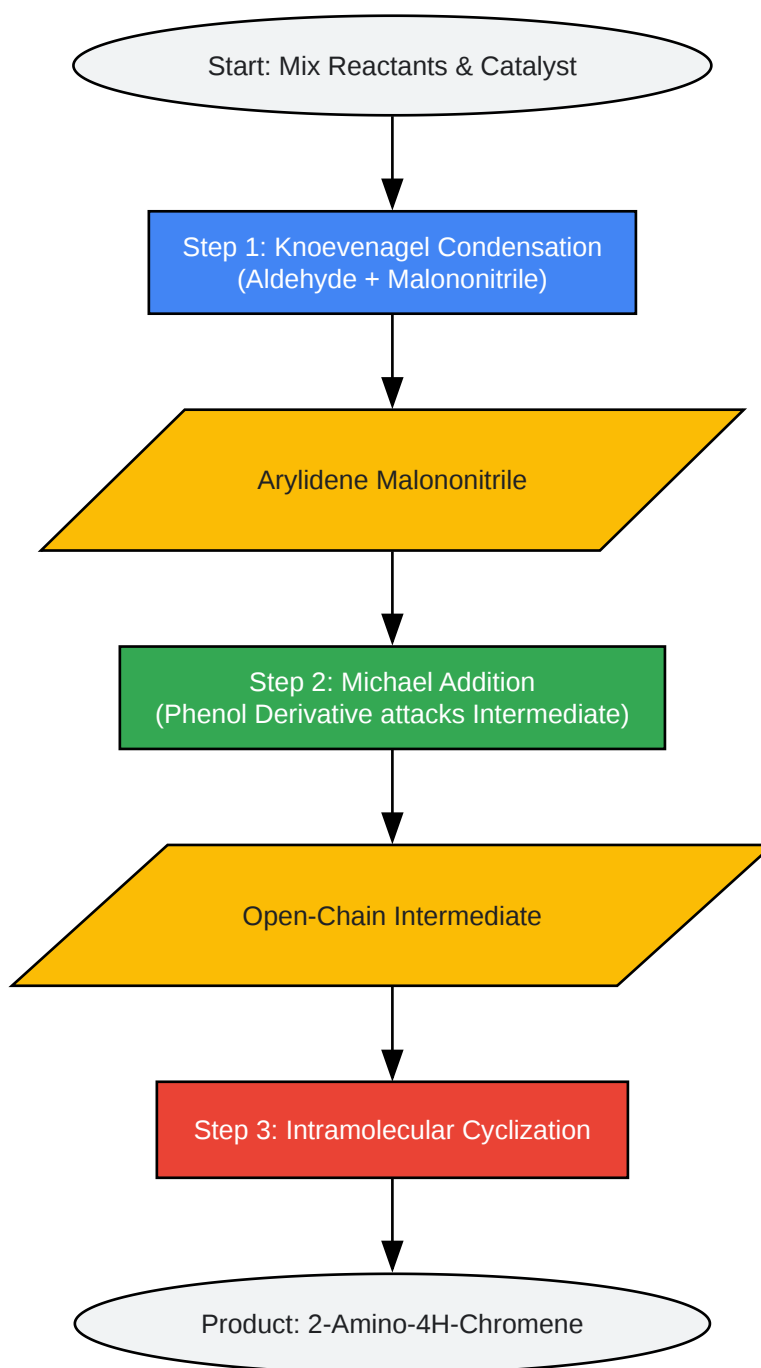 Start: Mix Reactants & Catalyst
Step 1: Knoevenagel Condensation
(Aldehyde + Malononitrile)
Arylidene Malononitrile
Step 2: Michael Addition
(Phenol Derivative attacks Intermediate)
Open-Chain Intermediate
Step 3: Intramolecular Cyclization
Product: 2-Amino-4H-Chromene